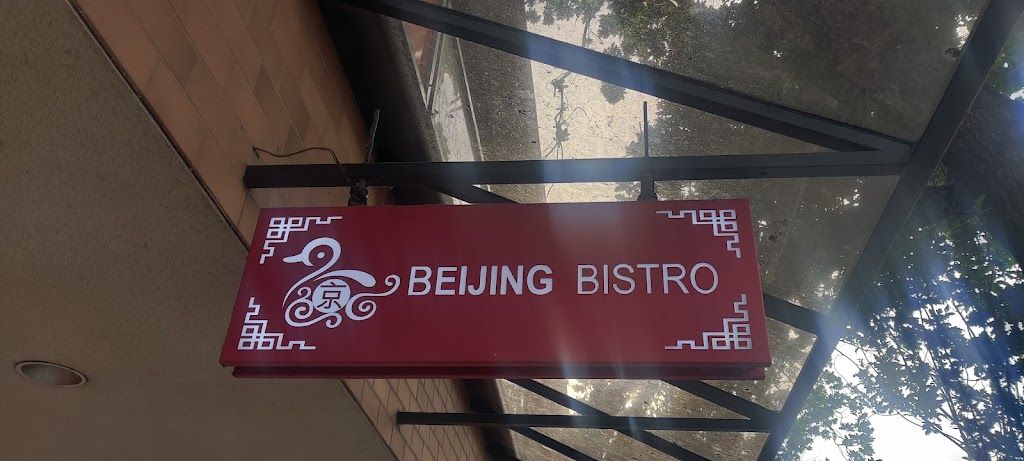 京
BEIJING BISTRO